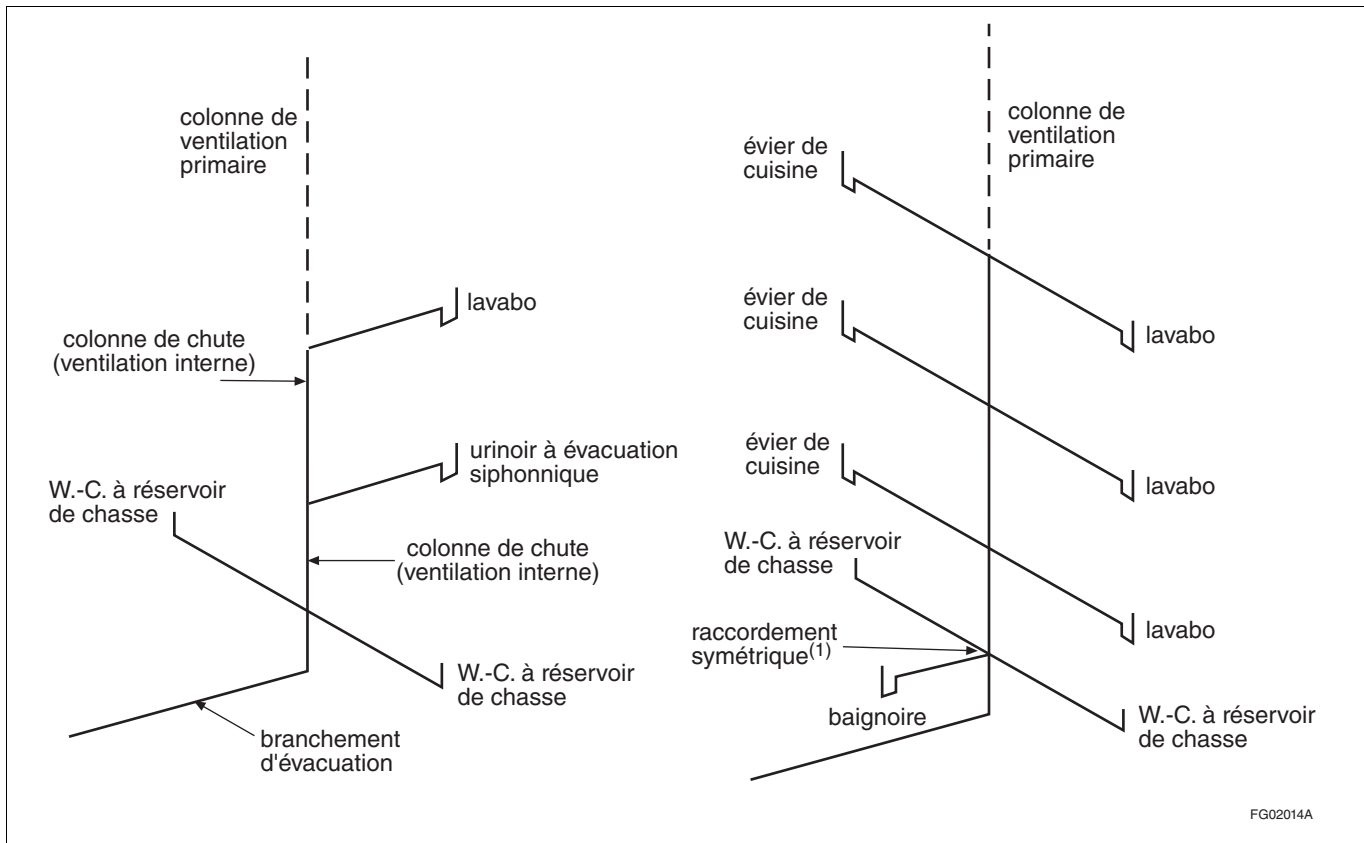 colonne de
ventilation
primaire
lavabo
colonne de chute
(ventilation interne)
urinoir à évacuation
siphonnique
W.-C. à réservoir
de chasse
colonne de chute
(ventilation interne)
W.-C. à réservoir
de chasse
branchement
d'évacuation
colonne de
ventilation
primaire
évier de
cuisine
évier de
cuisine
lavabo
évier de
cuisine
lavabo
W.-C. à réservoir
de chasse
raccordement
symétrique(1)
lavabo
baignoire
W.-C. à réservoir
de chasse
FG02014A